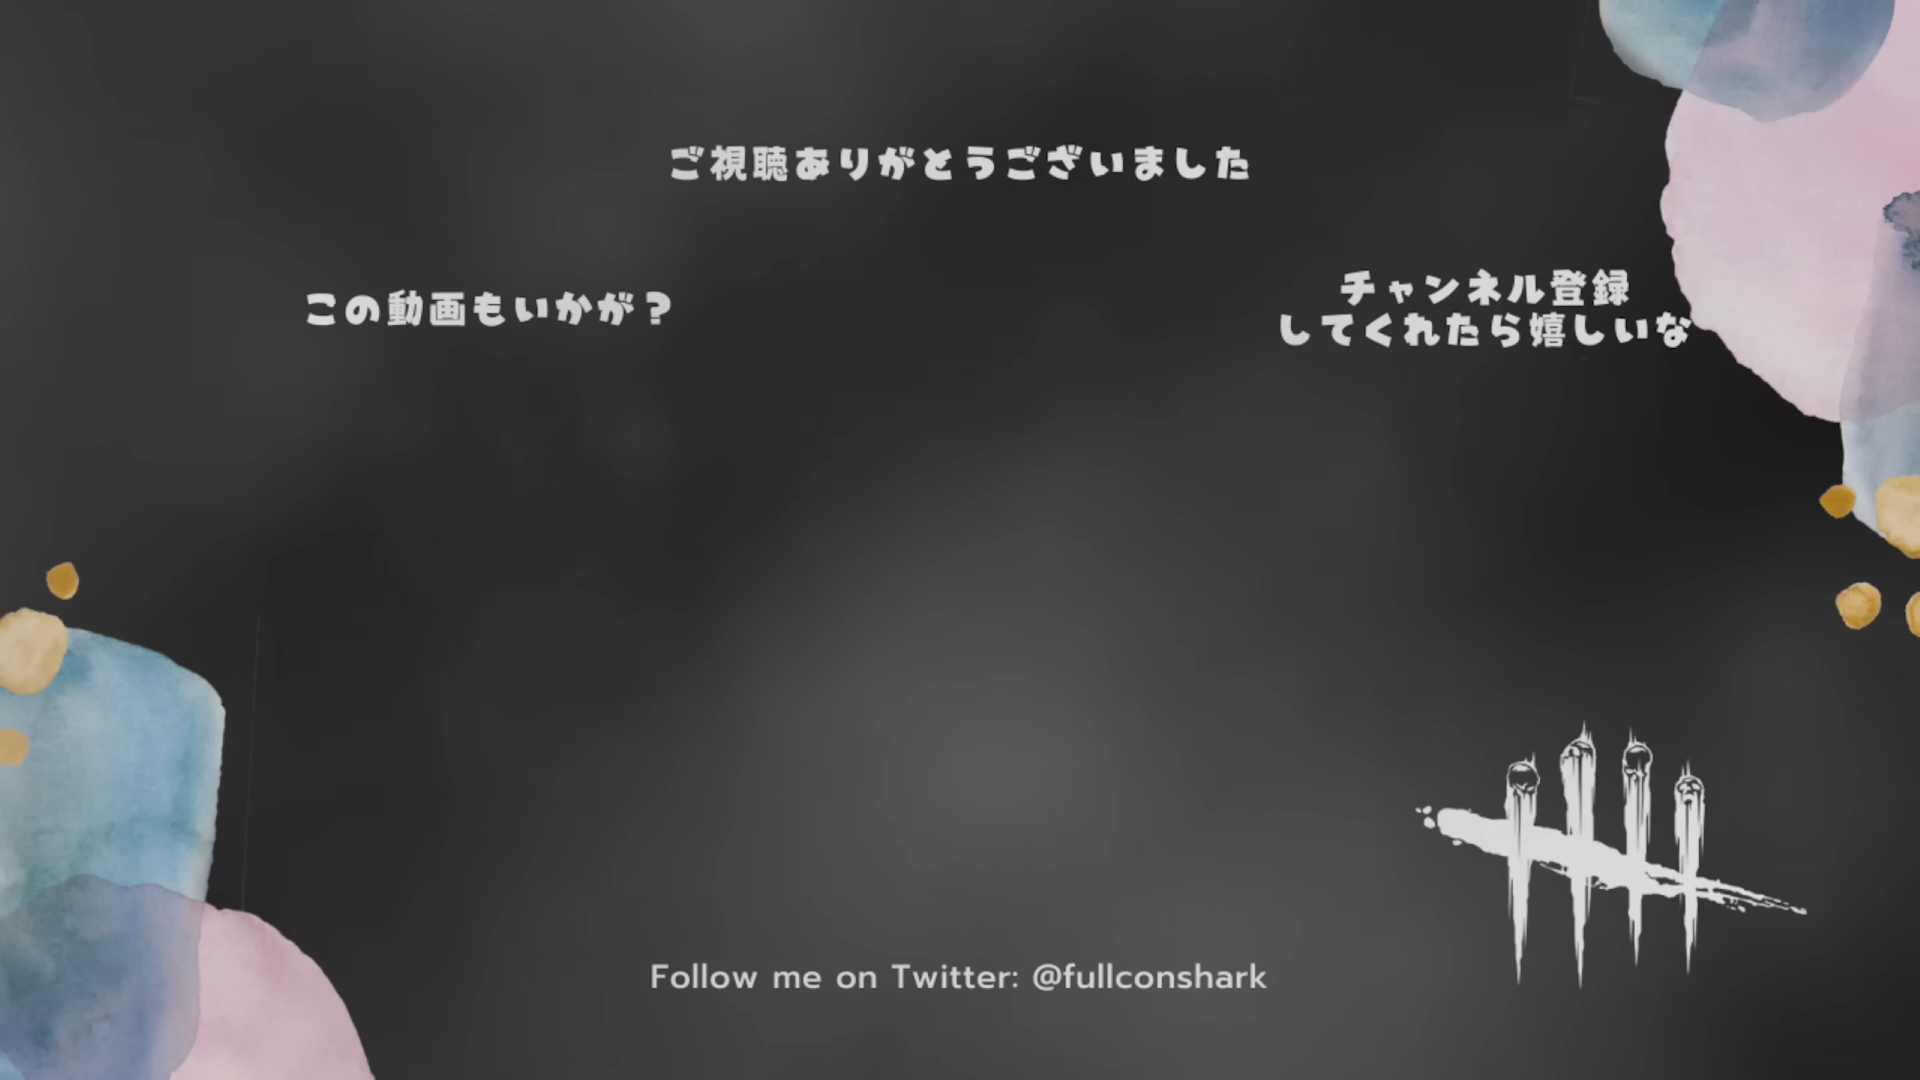 ご視聴ありがとうございました
この動画もいかが？
チャンネル登録
してくれたら嬉しいな
Follow me on Twitter: @fullconshark